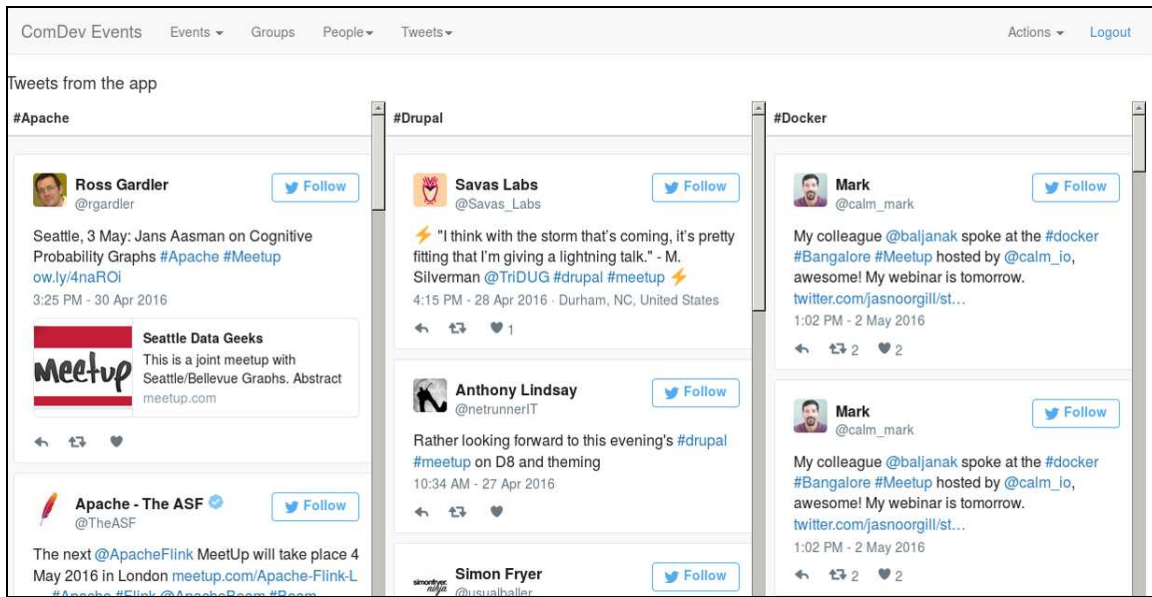 ComDev Events Events Groups People Tweets Actions Logout
Tweets from the app
#Apache
Ross Gardler
Follow
@rgardler
Seattle, 3 May: Jans Aasman on Cognitive
Probability Graphs #Apache #Meetup
ow.ly/4naROi
3:25 PM - 30 Apr 2016
Meetup
Seattle Data Geeks
This is a joint meetup with
Seattle/Bellevue Graphs. Abstract
meetup.com
Apache - The ASF
Follow
@TheASF
The next @ApacheFlink MeetUp will take place 4
May 2016 in London meetup.com/Apache-Flink-L
#Apache #Flink @ApacheBeam #Beam
#Drupal
Savas Labs
Follow
@Savas_Labs
⚡ "I think with the storm that's coming, it's pretty
fitting that I'm giving a lightning talk." - M.
Silverman @TriDUG #drupal #meetup ⚡
4:15 PM - 28 Apr 2016 · Durham, NC, United States
1
Anthony Lindsay
Follow
@netrunnerIT
Rather looking forward to this evening's #drupal
#meetup on D8 and theming
10:34 AM - 27 Apr 2016
simonfryer
ninja
Simon Fryer
Follow
@usualballer
#Docker
Mark
Follow
@calm_mark
My colleague @baljanak spoke at the #docker
#Bangalore #Meetup hosted by @calm_io,
awesome! My webinar is tomorrow.
twitter.com/jasnoorgill/st…
1:02 PM - 2 May 2016
2 2
Mark
Follow
@calm_mark
My colleague @baljanak spoke at the #docker
#Bangalore #Meetup hosted by @calm_io,
awesome! My webinar is tomorrow.
twitter.com/jasnoorgill/st…
1:02 PM - 2 May 2016
2 2